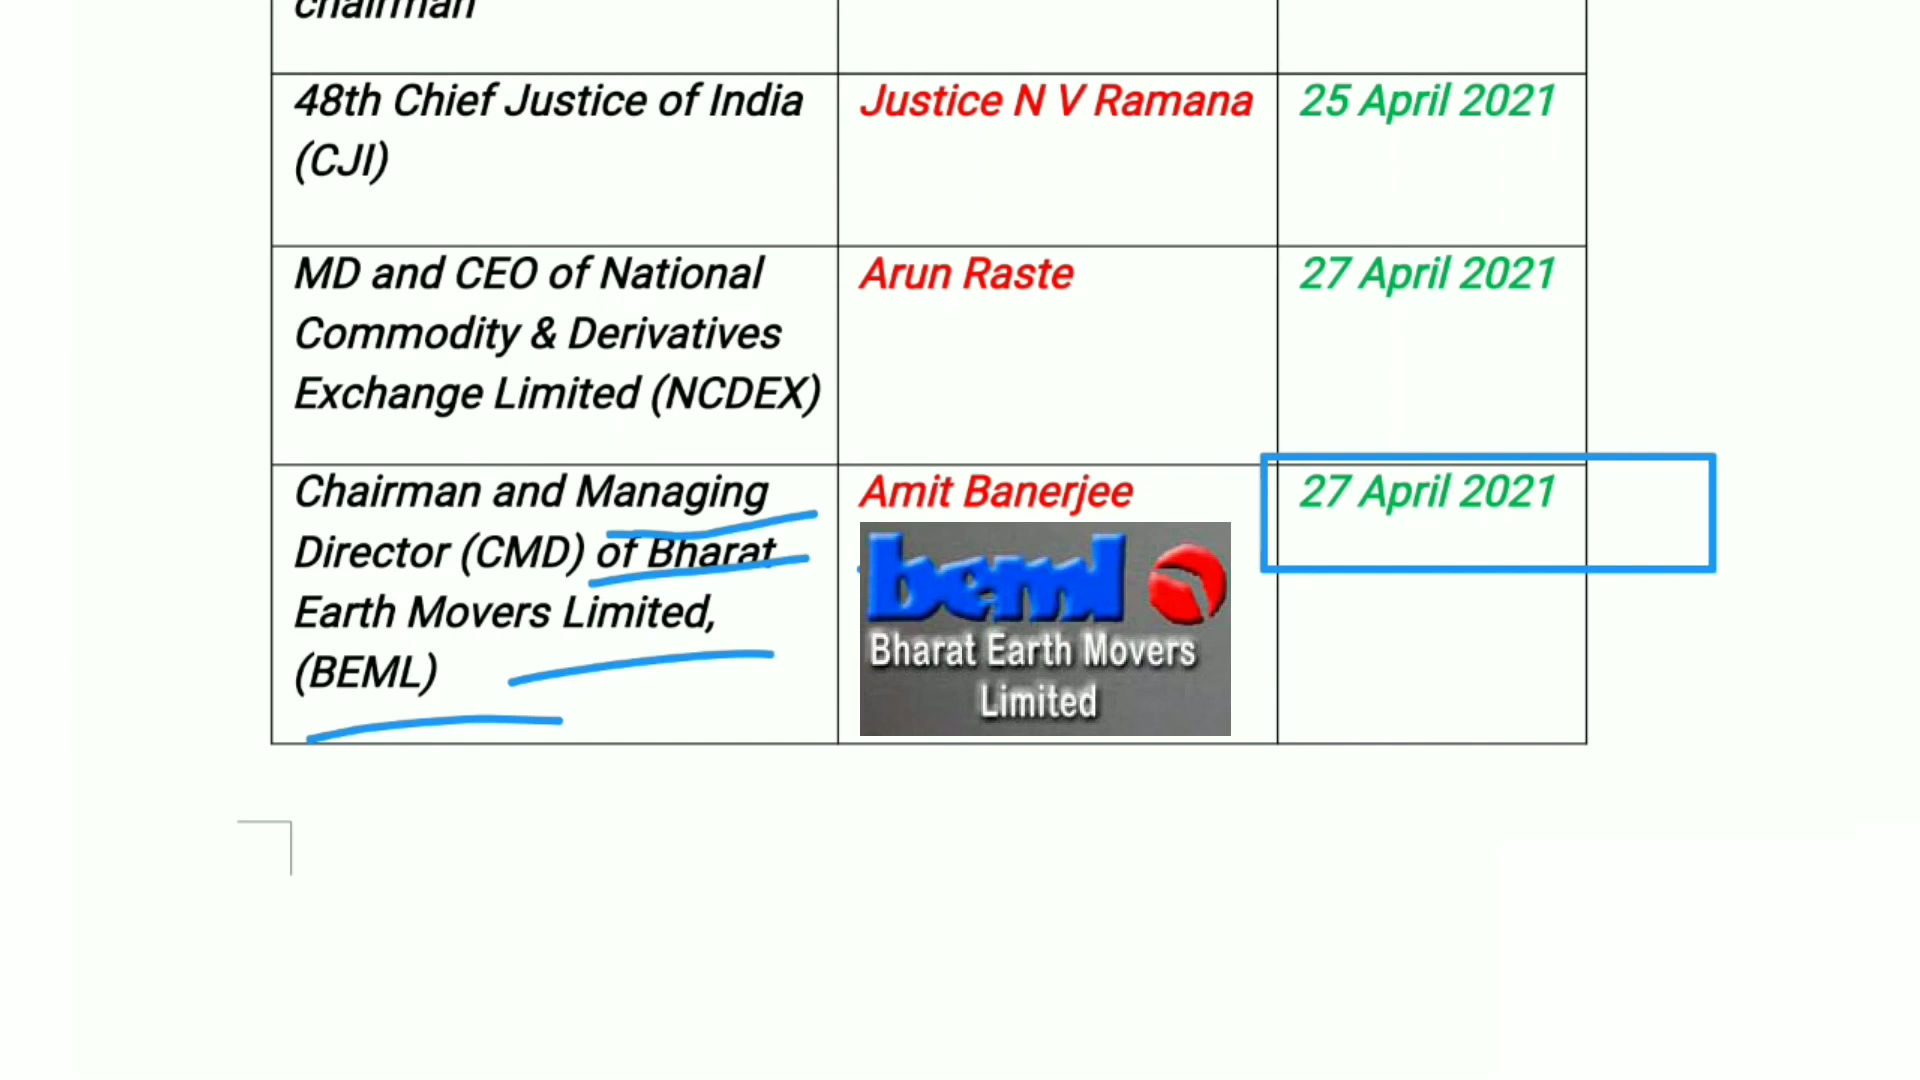 chairman
48th Chief Justice of India
(CJI)
Justice N V Ramana
25 April 2021
MD and CEO of National
Commodity & Derivatives
Exchange Limited (NCDEX)
Arun Raste
27 April 2021
Chairman and Managing
Director (CMD) of Bharat
Earth Movers Limited,
(BEML)
Amit Banerjee
beml
Bharat Earth Movers
Limited
27 April 2021